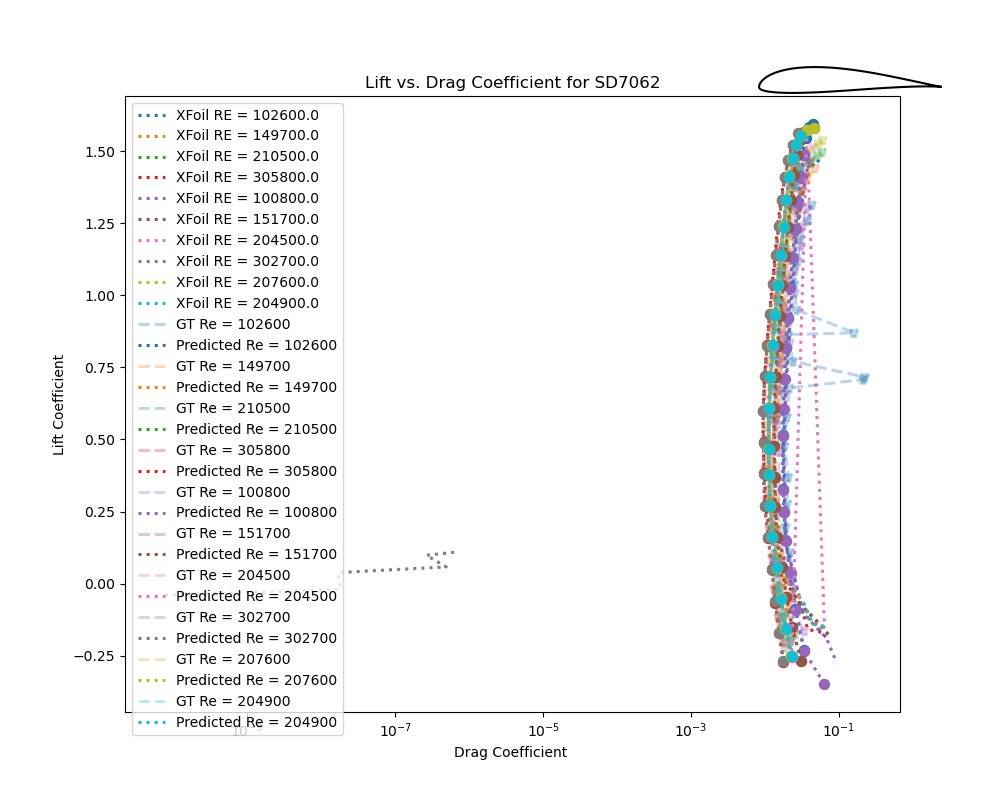 Lift vs. Drag Coefficient for SD7062
XFoil RE = 102600.0
XFoil RE = 149700.0
XFoil RE = 210500.0
XFoil RE = 305800.0
XFoil RE = 100800.0
XFoil RE = 151700.0
XFoil RE = 204500.0
XFoil RE = 302700.0
XFoil RE = 207600.0
XFoil RE = 204900.0
GT Re = 102600
Predicted Re = 102600
GT Re = 149700
Predicted Re = 149700
GT Re = 210500
Predicted Re = 210500
GT Re = 305800
Predicted Re = 305800
GT Re = 100800
Predicted Re = 100800
GT Re = 151700
Predicted Re = 151700
GT Re = 204500
Predicted Re = 204500
GT Re = 302700
Predicted Re = 302700
GT Re = 207600
Predicted Re = 207600
GT Re = 204900
Predicted Re = 204900
1.50
1.25
1.00
0.75
0.50
0.25
0.00
−0.25
Lift Coefficient
10⁻⁹
10⁻⁷
10⁻⁵
10⁻³
10⁻¹
Drag Coefficient